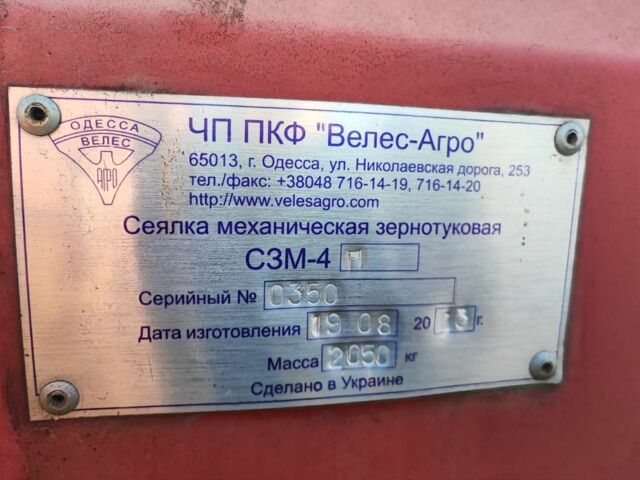 ОДЕССА
ВЕЛЕС
АГРО
ЧП ПКФ "Велес-Агро"
65013, г. Одесса, ул. Николаевская дорога, 253
тел./факс: +38048 716-14-19, 716-14-20
http://www.velesagro.com
Сеялка механическая зернотуковая
СЗМ-4 П
Серийный № 0350
Дата изготовления 19 08 2013 г.
Масса 2050 кг
Сделано в Украине